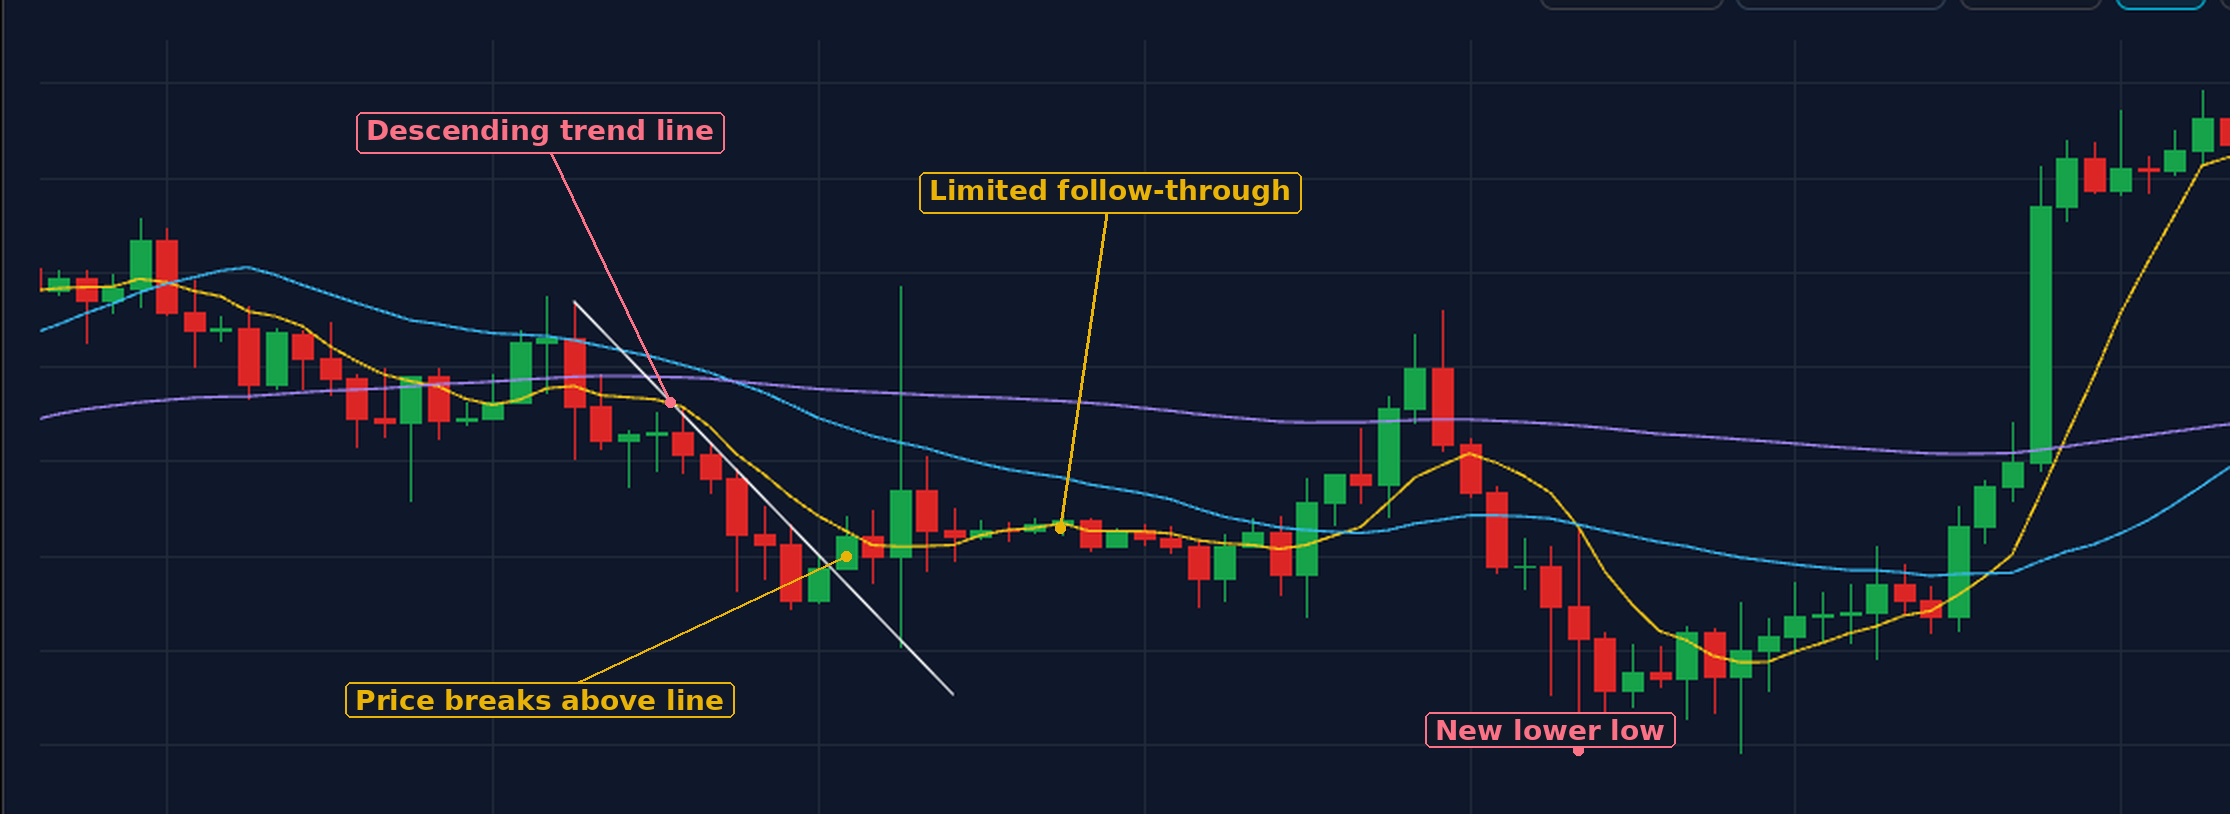 Descending trend line
Limited follow-through
Price breaks above line
New lower low